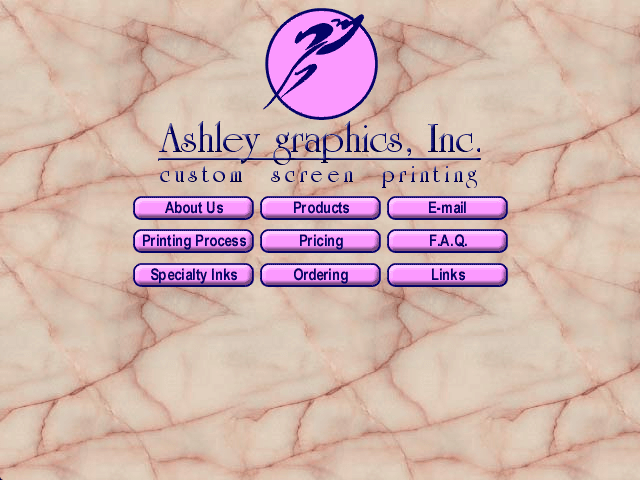 Ashley graphics, Inc.
custom screen printing
About Us Products E-mail
Printing Process Pricing F.A.Q.
Specialty Inks Ordering Links